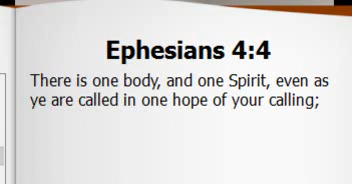 Ephesians 4:4
There is one body, and one Spirit, even as
ye are called in one hope of your calling;